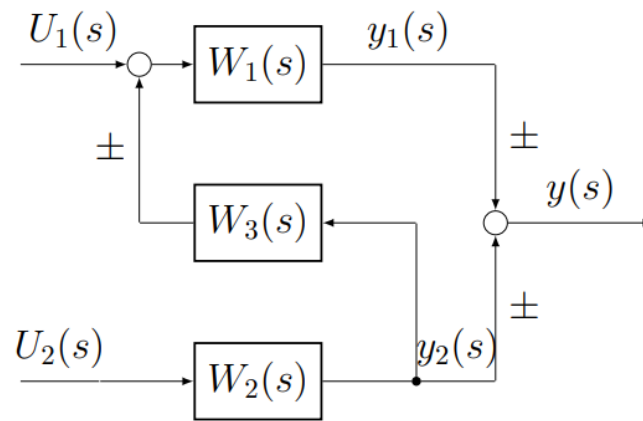 U₁(s)
W₁(s)
y₁(s)
±
±
W₃(s)
y(s)
±
U₂(s)
W₂(s)
y₂(s)